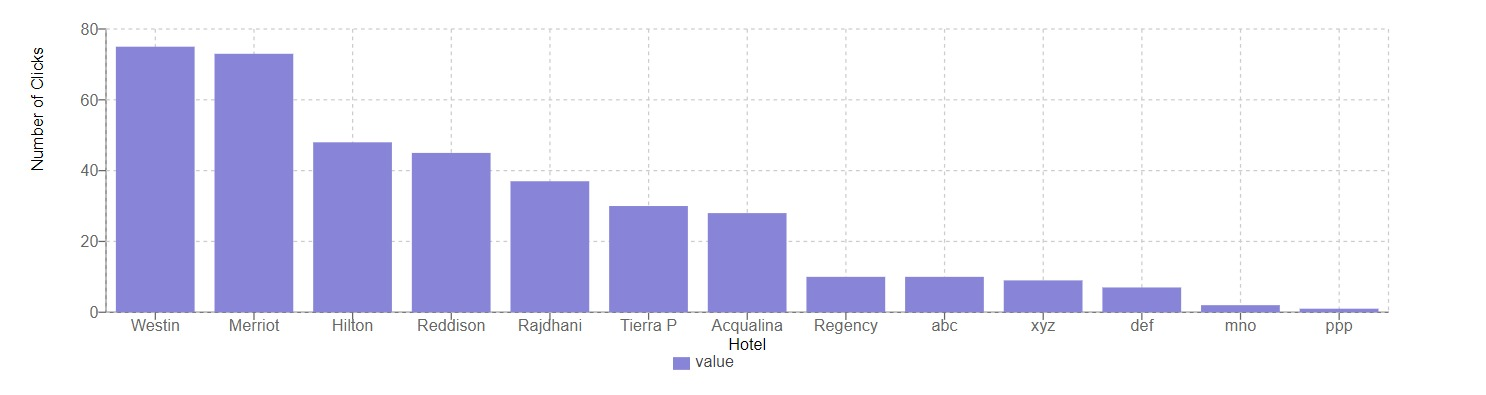 Number of Clicks
80
60
40
20
0
Westin Merriot Hilton Reddison Rajdhani Tierra P Acqualina Regency abc xyz def mno ppp
Hotel
value